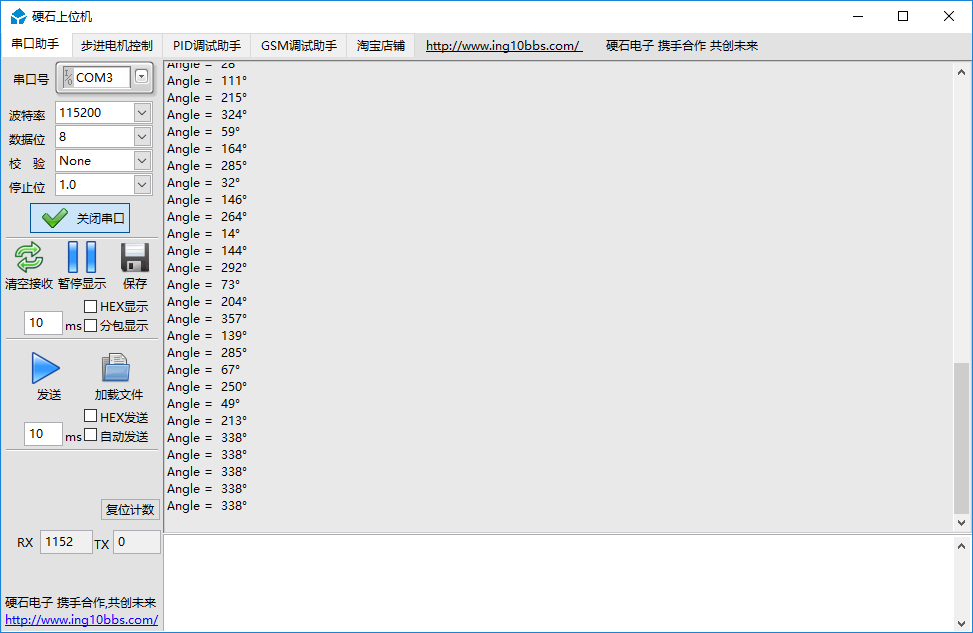 硬石上位机
串口助手 步进电机控制 PID调试助手 GSM调试助手 淘宝店铺 http://www.ing10bbs.com/ 硬石电子 携手合作 共创未来
串口号 COM3
波特率 115200
数据位 8
校 验 None
停止位 1.0
关闭串口
清空接收 暂停显示 保存
HEX显示
10 ms 分包显示
发送 加载文件
HEX发送
10 ms 自动发送
复位计数
RX 1152 TX 0
硬石电子 携手合作,共创未来
http://www.ing10bbs.com/
Angle = 28°
Angle = 111°
Angle = 215°
Angle = 324°
Angle = 59°
Angle = 164°
Angle = 285°
Angle = 32°
Angle = 146°
Angle = 264°
Angle = 14°
Angle = 144°
Angle = 292°
Angle = 73°
Angle = 204°
Angle = 357°
Angle = 139°
Angle = 285°
Angle = 67°
Angle = 250°
Angle = 49°
Angle = 213°
Angle = 338°
Angle = 338°
Angle = 338°
Angle = 338°
Angle = 338°